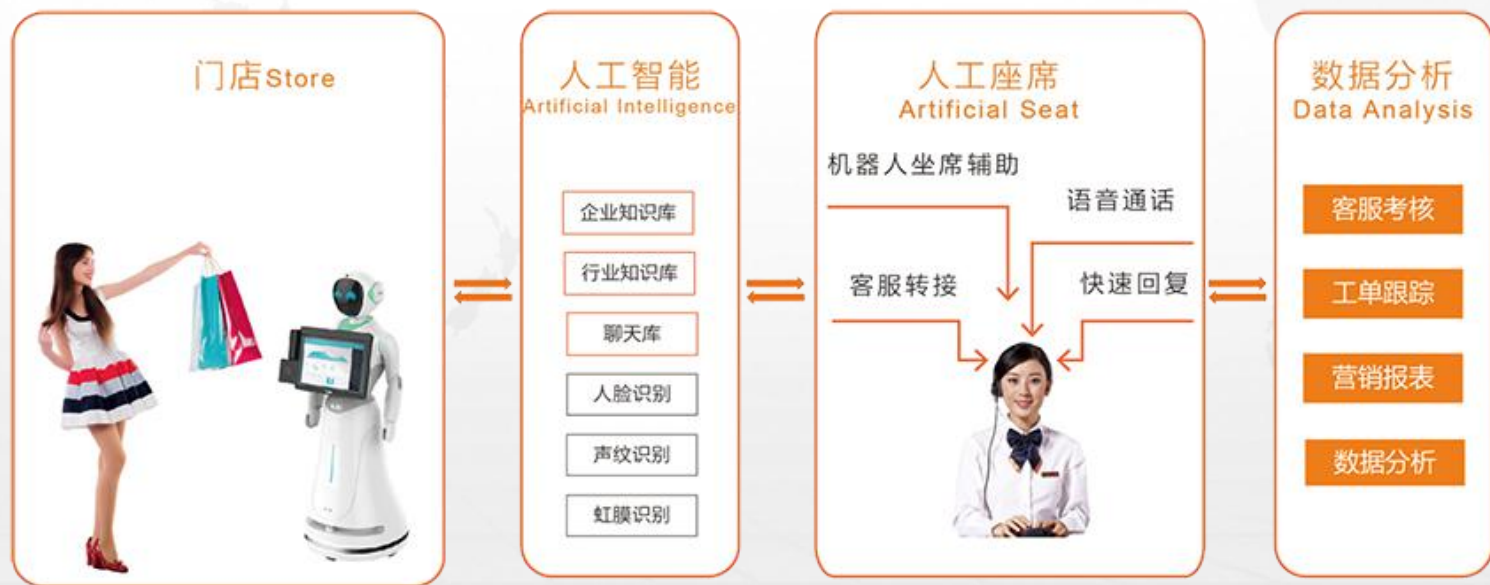 门店Store
人工智能
Artificial Intelligence
企业知识库
行业知识库
聊天库
人脸识别
声纹识别
虹膜识别
人工座席
Artificial Seat
机器人坐席辅助
语音通话
客服转接
快速回复
数据分析
Data Analysis
客服考核
工单跟踪
营销报表
数据分析